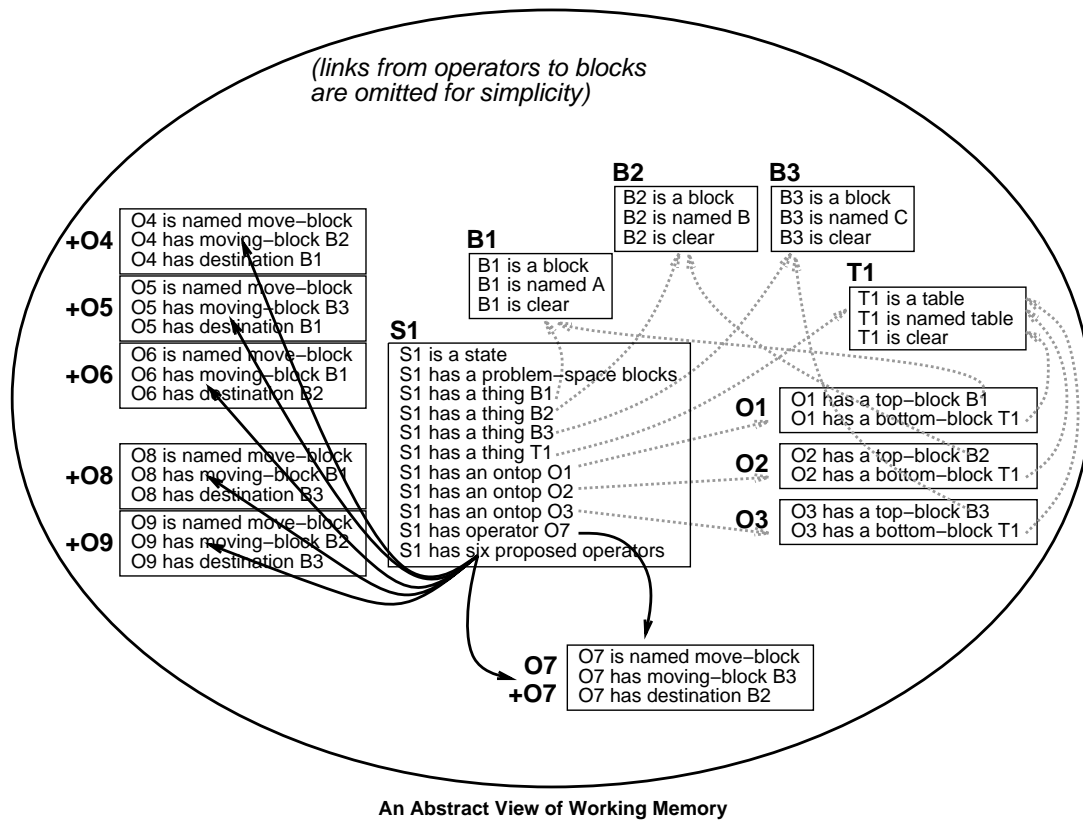 (links from operators to blocks
are omitted for simplicity)
B2
B2 is a block
B2 is named B
B2 is clear
B3
B3 is a block
B3 is named C
B3 is clear
+O4
O4 is named move−block
O4 has moving−block B2
O4 has destination B1
B1
B1 is a block
B1 is named A
B1 is clear
T1
T1 is a table
T1 is named table
T1 is clear
+O5
O5 is named move−block
O5 has moving−block B3
O5 has destination B1
+O6
O6 is named move−block
O6 has moving−block B1
O6 has destination B2
S1
S1 is a state
S1 has a problem−space blocks
S1 has a thing B1
S1 has a thing B2
S1 has a thing B3
S1 has a thing T1
S1 has an ontop O1
S1 has an ontop O2
S1 has an ontop O3
S1 has operator O7
S1 has six proposed operators
O1
O1 has a top−block B1
O1 has a bottom−block T1
O2
O2 has a top−block B2
O2 has a bottom−block T1
O3
O3 has a top−block B3
O3 has a bottom−block T1
+O8
O8 is named move−block
O8 has moving−block B1
O8 has destination B3
+O9
O9 is named move−block
O9 has moving−block B2
O9 has destination B3
O7
+O7
O7 is named move−block
O7 has moving−block B3
O7 has destination B2
An Abstract View of Working Memory